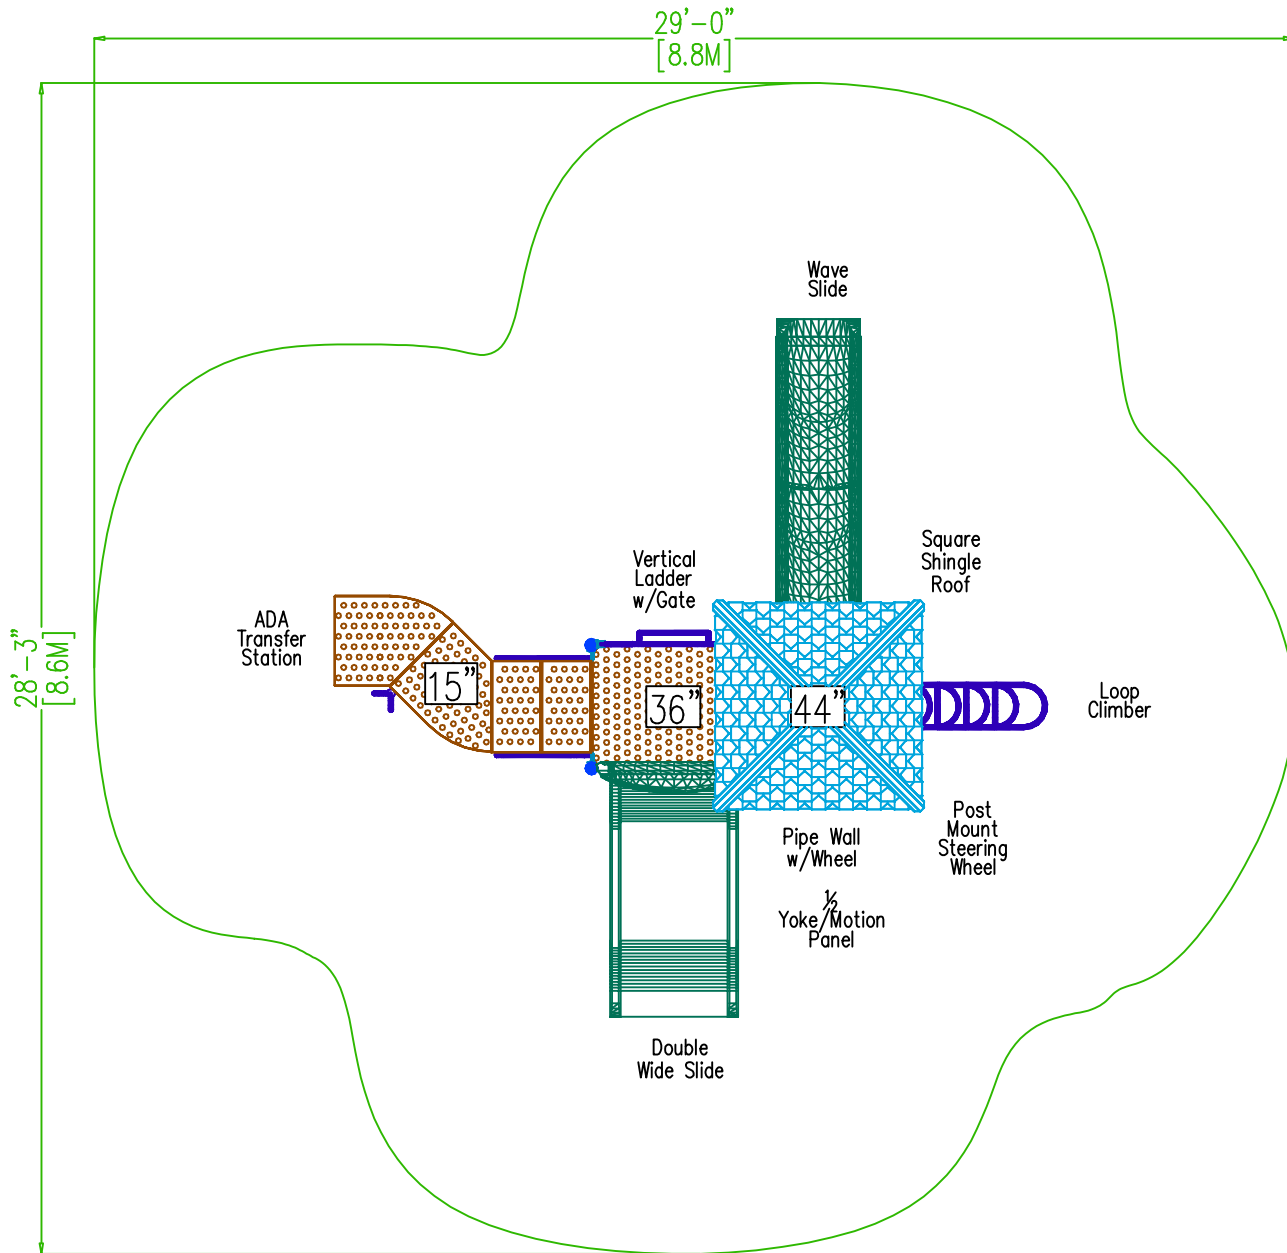 29'-0"
[8.8M]
28'-3"
[8.6M]
Wave
Slide
Square
Shingle
Roof
Vertical
Ladder
w/Gate
ADA
Transfer
Station
15"
36"
44"
Loop
Climber
Post
Mount
Steering
Wheel
Pipe Wall
w/Wheel
½
Yoke/Motion
Panel
Double
Wide Slide